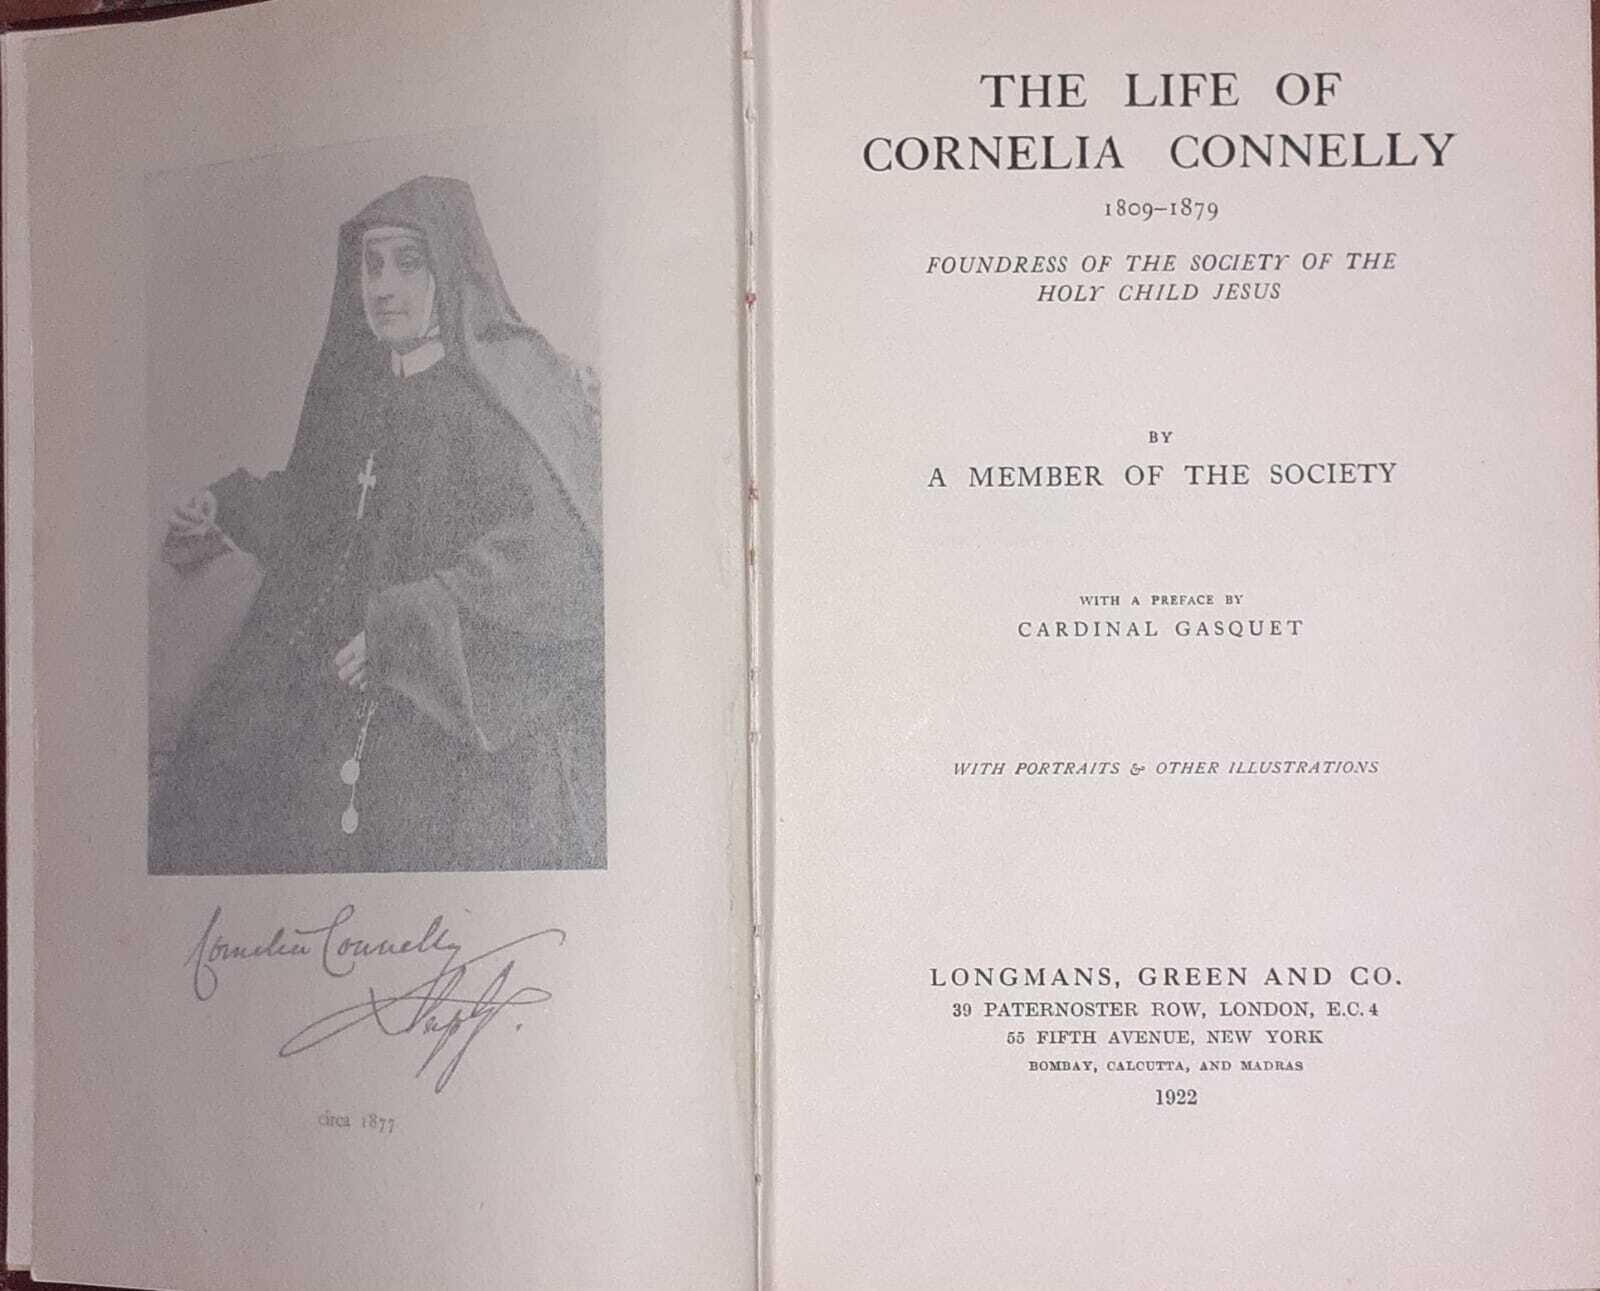 Cornelia Connelly
circa 1877
THE LIFE OF
CORNELIA CONNELLY
1809–1879
FOUNDRESS OF THE SOCIETY OF THE
HOLY CHILD JESUS
BY
A MEMBER OF THE SOCIETY
WITH A PREFACE BY
CARDINAL GASQUET
WITH PORTRAITS & OTHER ILLUSTRATIONS
LONGMANS, GREEN AND CO.
39 PATERNOSTER ROW, LONDON, E.C. 4
55 FIFTH AVENUE, NEW YORK
BOMBAY, CALCUTTA, AND MADRAS
1922